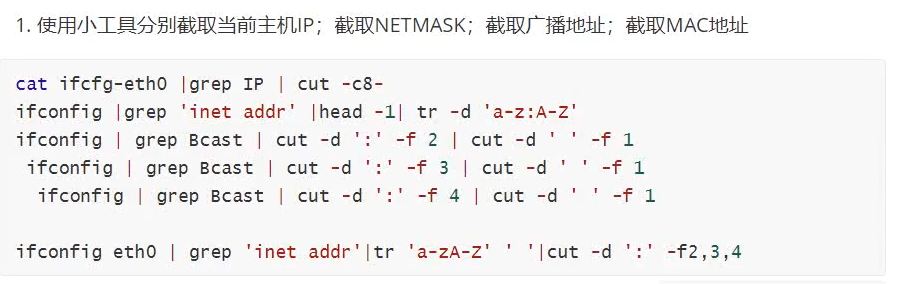 1. 使用小工具分别截取当前主机IP；截取NETMASK；截取广播地址；截取MAC地址
cat ifcfg-eth0 |grep IP | cut -c8-
ifconfig |grep 'inet addr' |head -1| tr -d 'a-z:A-Z'
ifconfig | grep Bcast | cut -d ':' -f 2 | cut -d ' ' -f 1
ifconfig | grep Bcast | cut -d ':' -f 3 | cut -d ' ' -f 1
ifconfig | grep Bcast | cut -d ':' -f 4 | cut -d ' ' -f 1
ifconfig eth0 | grep 'inet addr'|tr 'a-zA-Z' ' '|cut -d ':' -f2,3,4